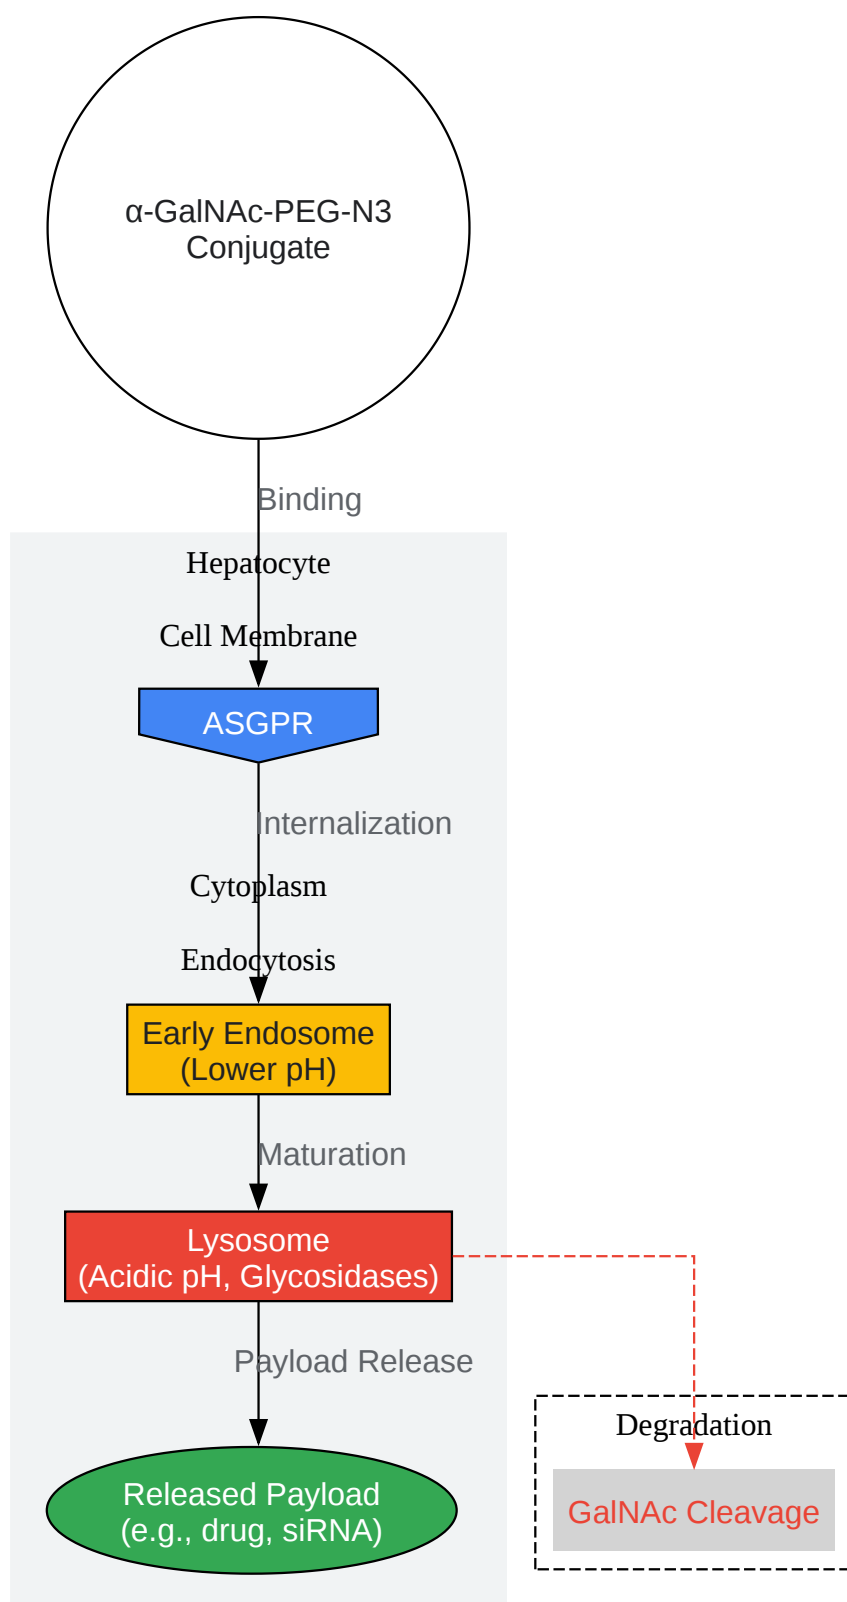 α-GalNAc-PEG-N3
Conjugate
Binding
Hepatocyte
Cell Membrane
ASGPR
Internalization
Cytoplasm
Endocytosis
Early Endosome
(Lower pH)
Maturation
Lysosome
(Acidic pH, Glycosidases)
Payload Release
Degradation
Released Payload
(e.g., drug, siRNA)
GalNAc Cleavage